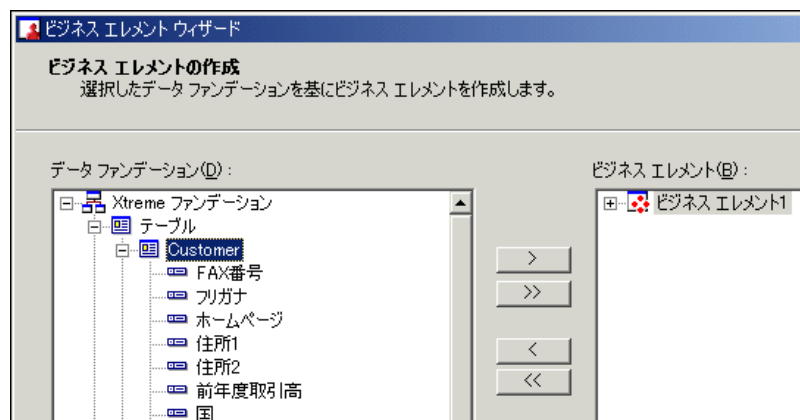 ビジネス エレメント ウィザード
ビジネス エレメントの作成
選択したデータ ファンデーションを基にビジネス エレメントを作成します。
データ ファンデーション(D) :
ビジネス エレメント(B) :
Xtreme ファンデーション
ビジネス エレメント1
テーブル
Customer
>
FAX番号
フリガナ
>>
ホームページ
住所1
<
住所2
<<
前年度取引高
国